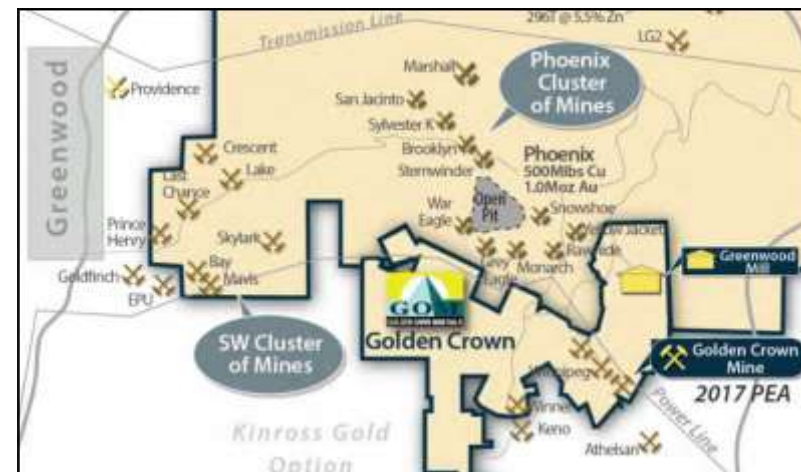 296T @ 5.5% Zn
Transmission Line
LG2
Greenwood
Providence
Marshall
Phoenix
Cluster
of Mines
San Jacinto
Sylvester K
Brooklyn
Stemwinder
Phoenix
500Mlbs Cu
1.0Moz Au
Crescent
Last
Chance
Lake
Open
Pit
War
Eagle
Snowshoe
Prince
Henry
Skylark
Yellow Jacket
Rawhide
Monarch
Eagle
Greenwood
Mill
Goldfinch
EPU
Bay
Mavis
Golden Crown
SW Cluster
of Mines
Winnipeg
Golden Crown
Mine
2017 PEA
Winner
Keno
Power Line
Athelsan
Kinross Gold
Option